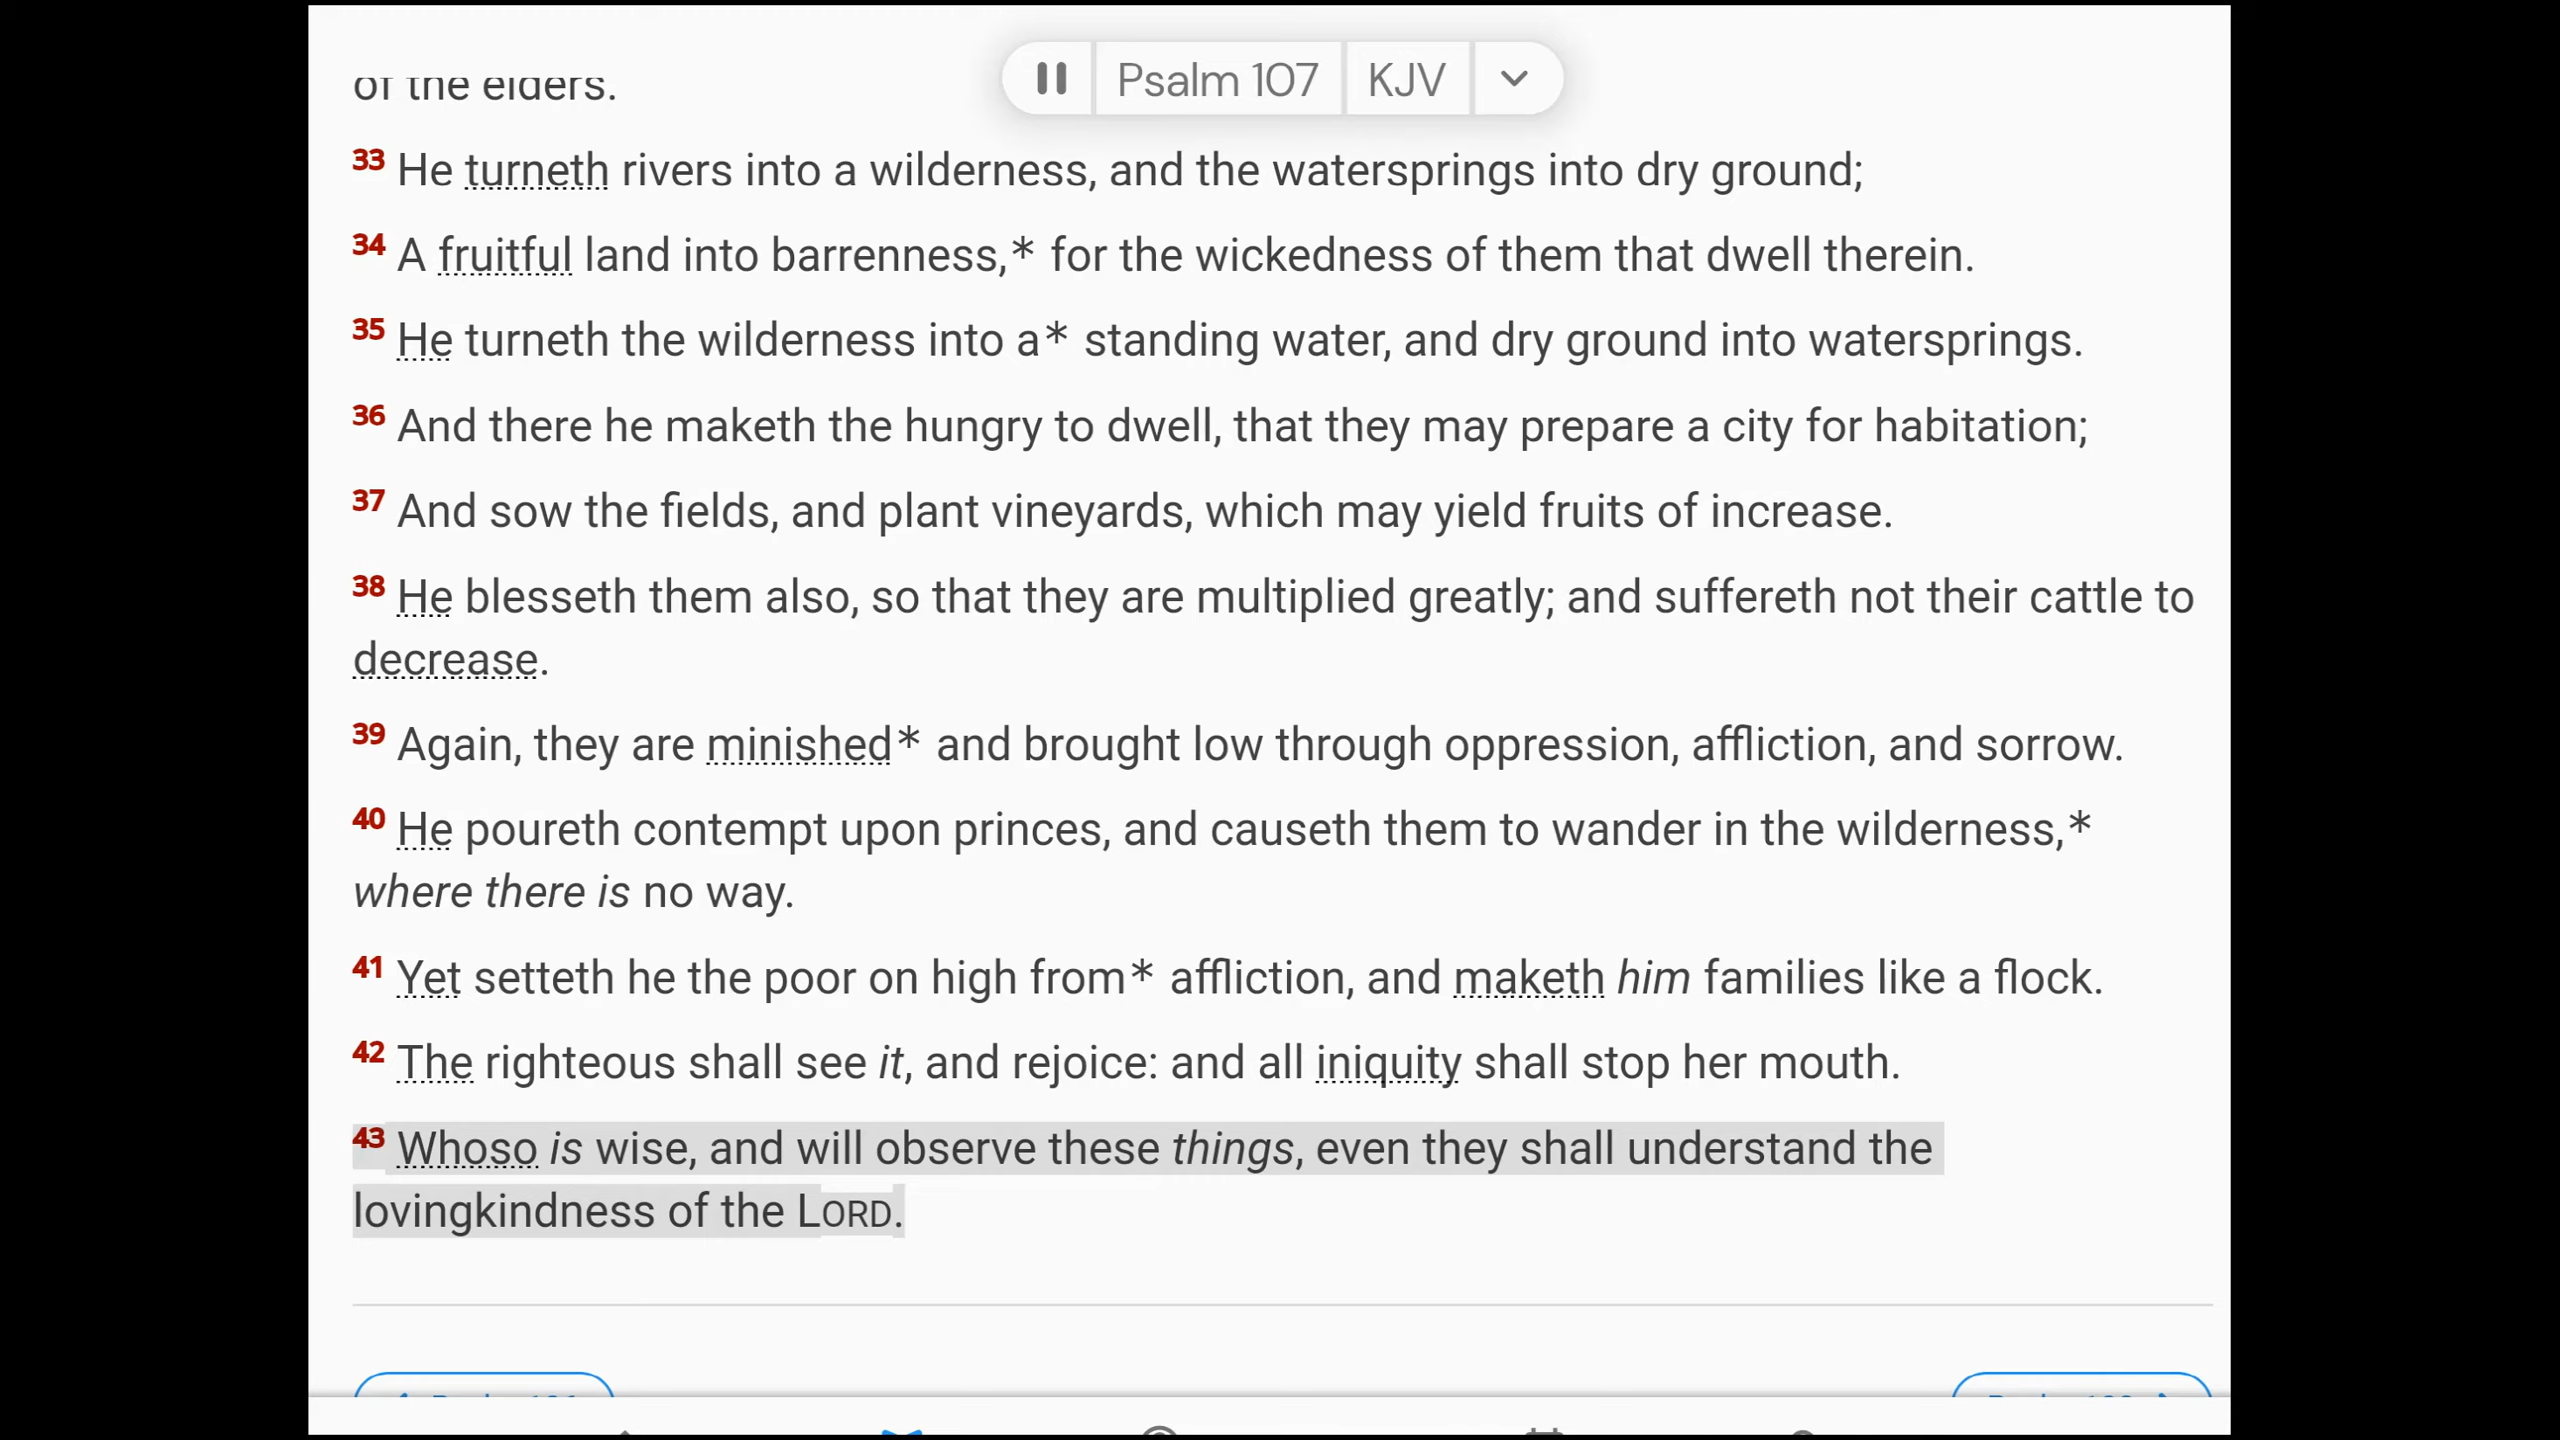 of the elders.
Psalm 107 KJV
33 He turneth rivers into a wilderness, and the watersprings into dry ground;
34 A fruitful land into barrenness,* for the wickedness of them that dwell therein.
35 He turneth the wilderness into a* standing water, and dry ground into watersprings.
36 And there he maketh the hungry to dwell, that they may prepare a city for habitation;
37 And sow the fields, and plant vineyards, which may yield fruits of increase.
38 He blesseth them also, so that they are multiplied greatly; and suffereth not their cattle to
decrease.
39 Again, they are minished* and brought low through oppression, affliction, and sorrow.
40 He poureth contempt upon princes, and causeth them to wander in the wilderness,*
where there is no way.
41 Yet setteth he the poor on high from* affliction, and maketh him families like a flock.
42 The righteous shall see it, and rejoice: and all iniquity shall stop her mouth.
43 Whoso is wise, and will observe these things, even they shall understand the
lovingkindness of the LORD.